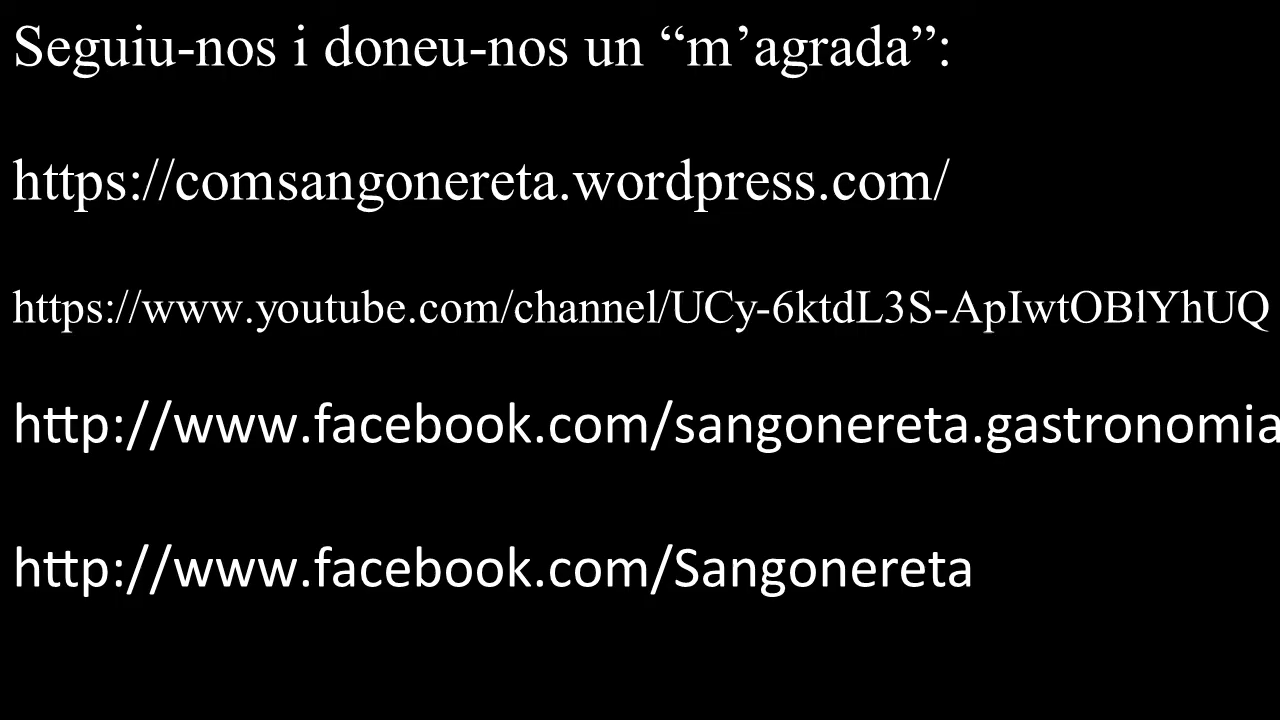 Seguiu-nos i doneu-nos un “m’agrada”:
https://comsangonereta.wordpress.com/
https://www.youtube.com/channel/UCy-6ktdL3S-ApIwtOBlYhUQ
http://www.facebook.com/sangonereta.gastronomia
http://www.facebook.com/Sangonereta